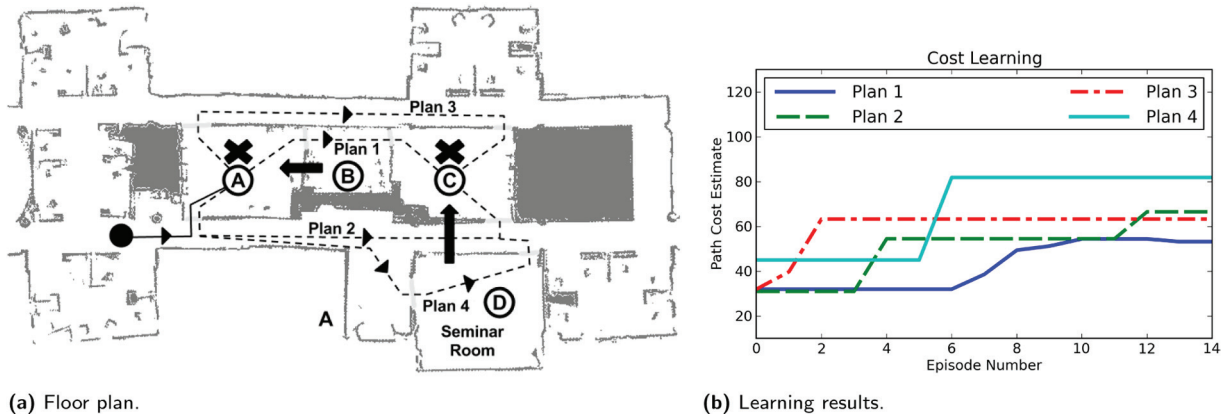 Plan 3
Plan 1
A
B
C
Plan 2
Plan 4
D
A
Seminar
Room
(a) Floor plan.
Cost Learning
Plan 1
Plan 3
Plan 2
Plan 4
Path Cost Estimate
120
100
80
60
40
20
0
2
4
6
8
10
12
14
Episode Number
(b) Learning results.